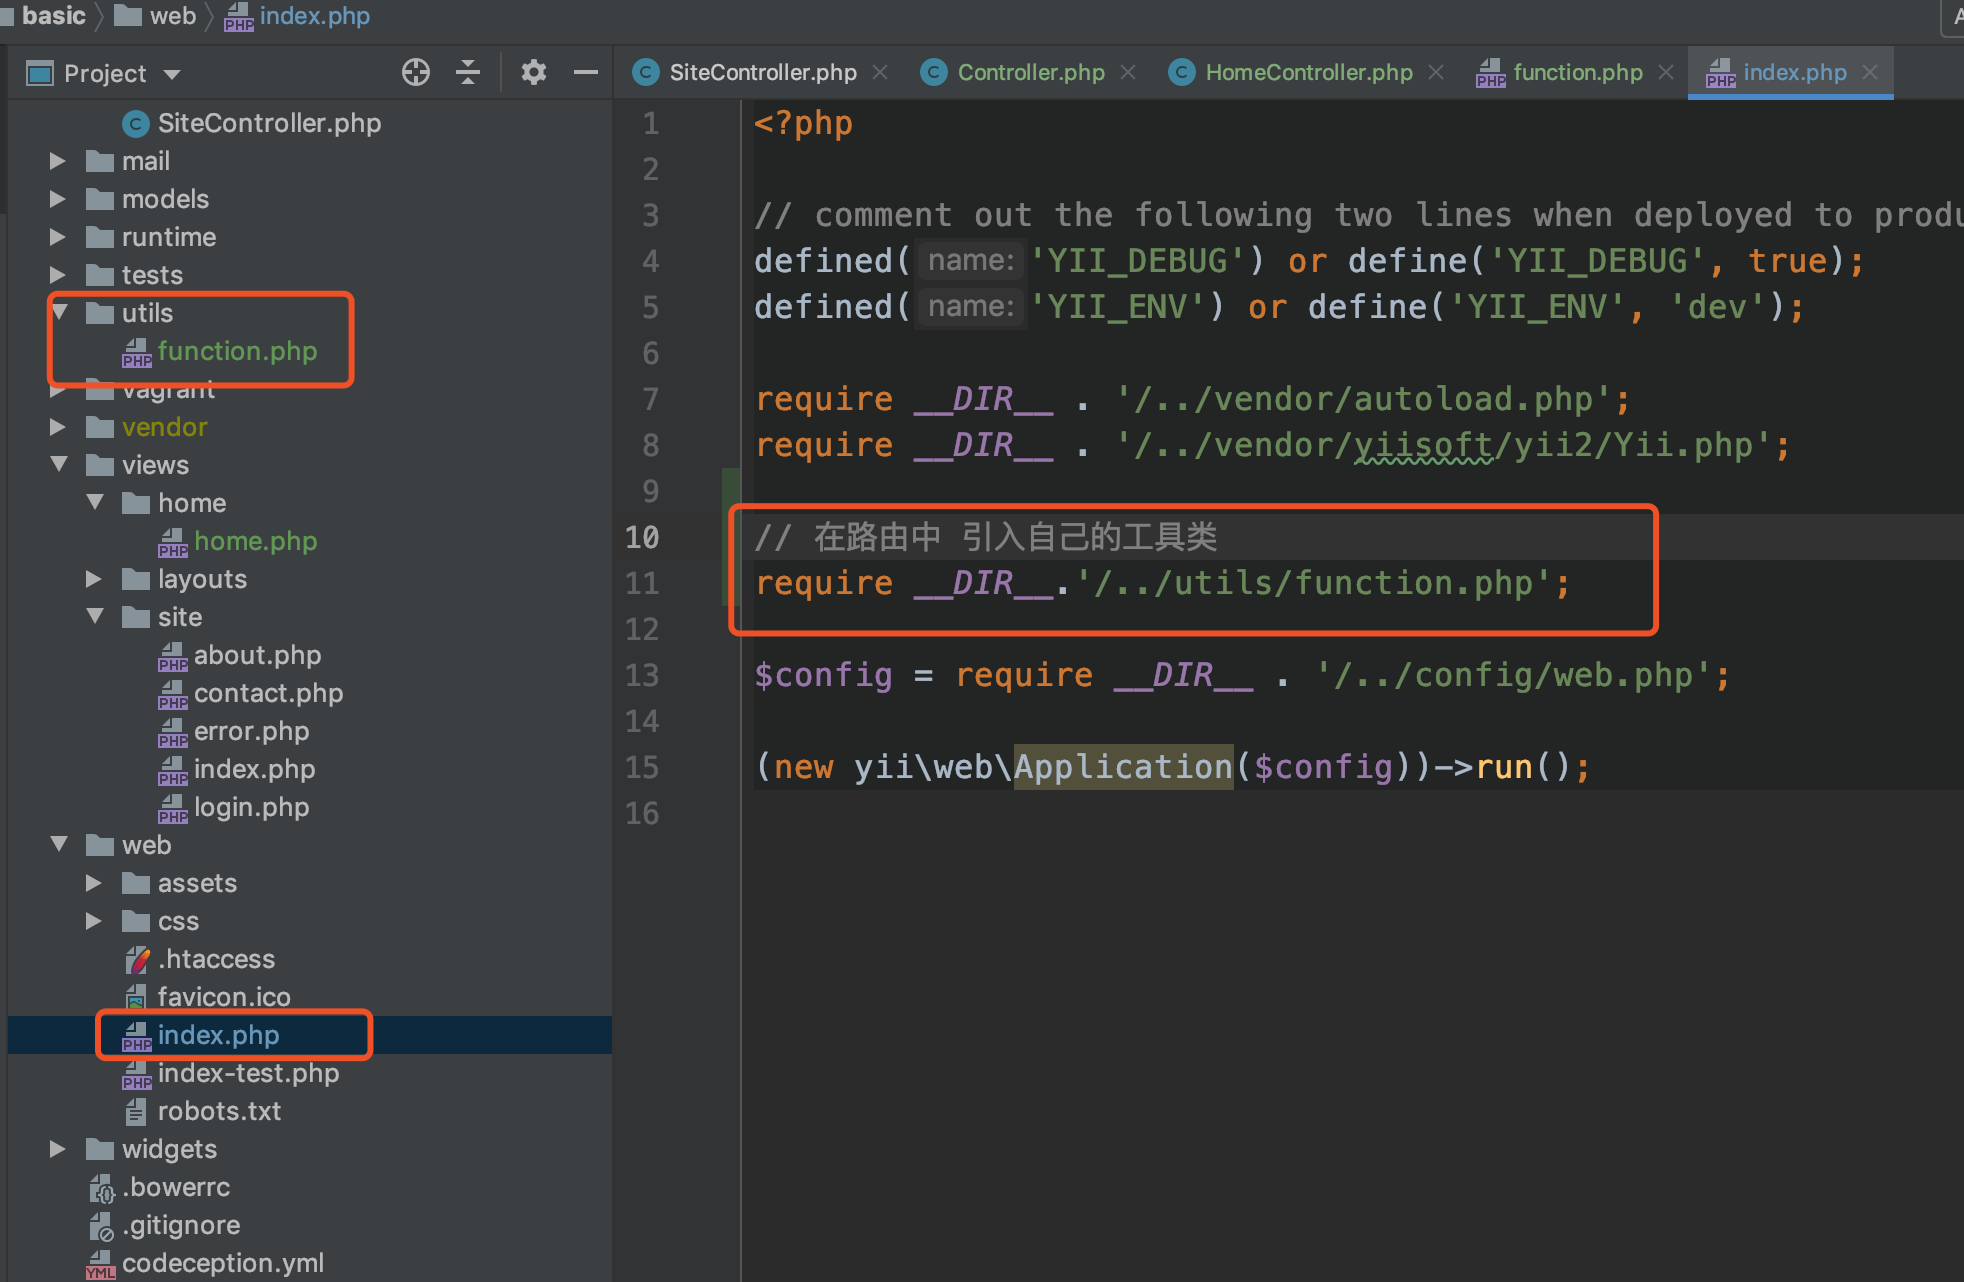 basic web index.php
A
Project
SiteController.php Controller.php HomeController.php function.php index.php
SiteController.php
mail
models
runtime
tests
utils
function.php
vagrant
vendor
views
home
home.php
layouts
site
about.php
contact.php
error.php
index.php
login.php
web
assets
css
.htaccess
favicon.ico
index.php
index-test.php
robots.txt
widgets
.bowerrc
.gitignore
codeception.yml
1 <?php
2
3 // comment out the following two lines when deployed to produ
4 defined( name: 'YII_DEBUG') or define('YII_DEBUG', true);
5 defined( name: 'YII_ENV') or define('YII_ENV', 'dev');
6
7 require __DIR__ . '/../vendor/autoload.php';
8 require __DIR__ . '/../vendor/yiisoft/yii2/Yii.php';
9
10 // 在路由中 引入自己的工具类
11 require __DIR__.'/../utils/function.php';
12
13 $config = require __DIR__ . '/../config/web.php';
14
15 (new yii\web\Application($config))->run();
16